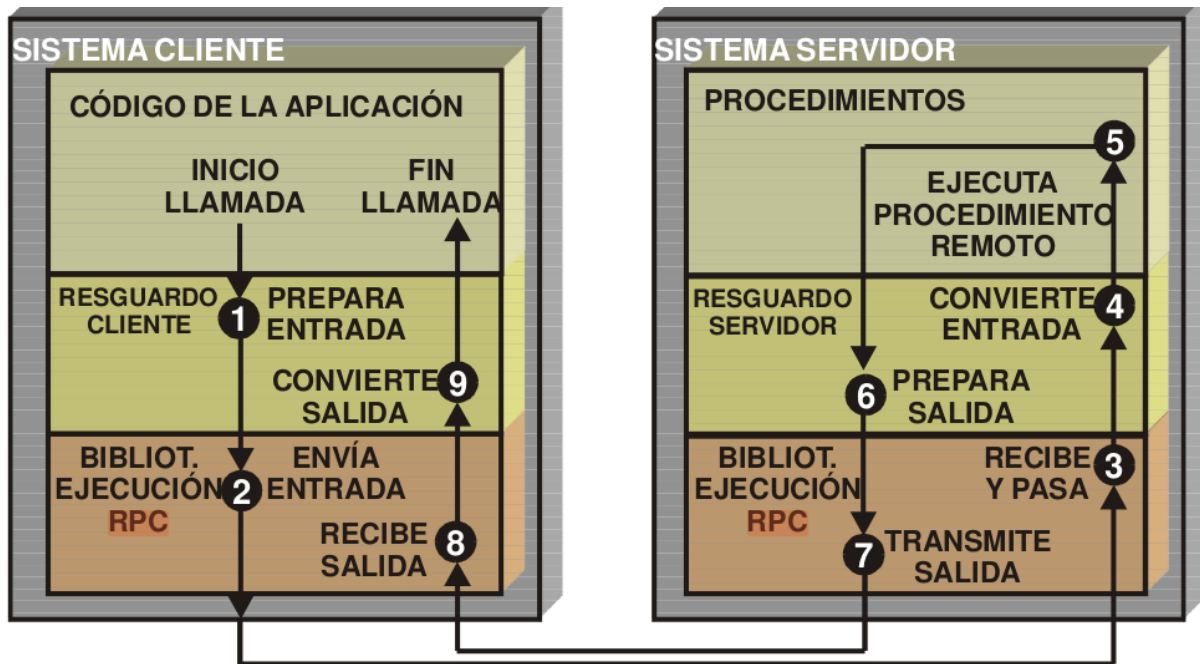 SISTEMA CLIENTE
CÓDIGO DE LA APLICACIÓN
INICIO
LLAMADA
FIN
LLAMADA
RESGUARDO
CLIENTE
1
PREPARA
ENTRADA
CONVIERTE
SALIDA
9
BIBLIOT.
EJECUCIÓN
RPC
2
ENVÍA
ENTRADA
RECIBE
SALIDA
8
SISTEMA SERVIDOR
PROCEDIMIENTOS
5
EJECUTA
PROCEDIMIENTO
REMOTO
RESGUARDO
SERVIDOR
CONVIERTE
ENTRADA
4
6
PREPARA
SALIDA
BIBLIOT.
EJECUCIÓN
RPC
RECIBE
Y PASA
3
7
TRANSMITE
SALIDA